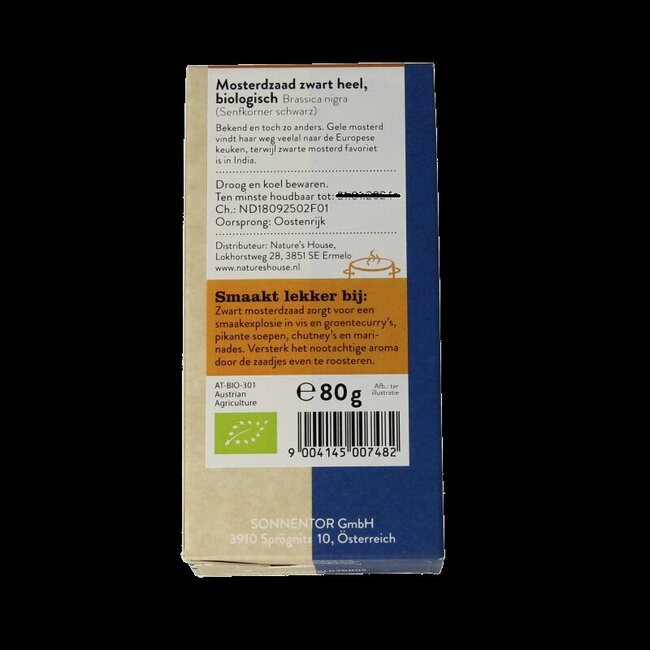 Mosterdzaad zwart heel,
biologisch Brassica nigra
(Senfkörner schwarz)
Bekend en toch zo anders. Gele mosterd
vindt haar weg veelal naar de Europese
keuken, terwijl zwarte mosterd favoriet
is in India.
Droog en koel bewaren.
Ten minste houdbaar tot:
Ch.: ND18092502F01
Oorsprong: Oostenrijk
Distributeur: Nature's House,
Lokhorstweg 28, 3851 SE Ermelo
www.natureshouse.nl
Smaakt lekker bij:
Zwart mosterdzaad zorgt voor een
smaakexplosie in vis en groentecurry's,
pikante soepen, chutney's en mari-
nades. Versterk het nootachtige aroma
door de zaadjes even te roosteren.
AT-BIO-301
Austrian
Agriculture
℮ 80 g
Afb.: ter
illustratie
9 004145 007482
SONNENTOR GmbH
3910 Sprögnitz 10, Österreich